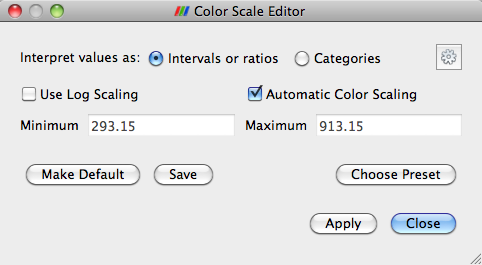 Color Scale Editor
Interpret values as: Intervals or ratios Categories
Use Log Scaling Automatic Color Scaling
Minimum 293.15 Maximum 913.15
Make Default Save Choose Preset
Apply Close